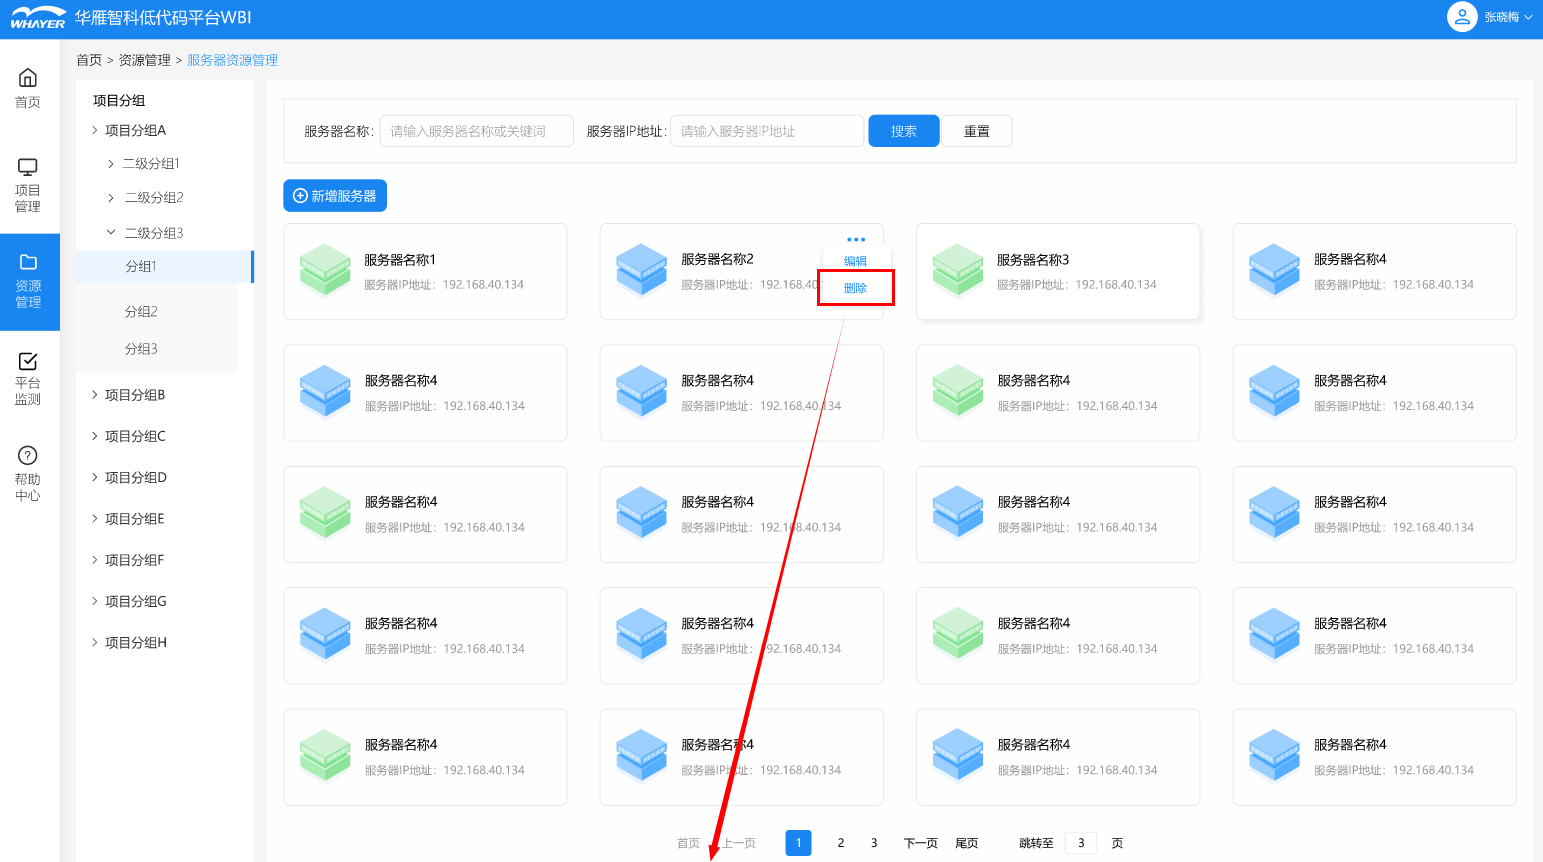 WHAYER 华雁智科低代码平台WBI
张晓梅
首页 > 资源管理 > 服务器资源管理
首页
项目
管理
资源
管理
平台
监测
帮助
中心
项目分组
项目分组A
二级分组1
二级分组2
二级分组3
分组1
分组2
分组3
项目分组B
项目分组C
项目分组D
项目分组E
项目分组F
项目分组G
项目分组H
服务器名称: 请输入服务器名称或关键词 服务器IP地址: 请输入服务器IP地址 搜索 重置
新增服务器
服务器名称1
服务器IP地址: 192.168.40.134
服务器名称2
服务器IP地址: 192.168.40
编辑
删除
服务器名称3
服务器IP地址: 192.168.40.134
服务器名称4
服务器IP地址: 192.168.40.134
服务器名称4
服务器IP地址: 192.168.40.134
服务器名称4
服务器IP地址: 192.168.40.134
服务器名称4
服务器IP地址: 192.168.40.134
服务器名称4
服务器IP地址: 192.168.40.134
服务器名称4
服务器IP地址: 192.168.40.134
服务器名称4
服务器IP地址: 192.168.40.134
服务器名称4
服务器IP地址: 192.168.40.134
服务器名称4
服务器IP地址: 192.168.40.134
服务器名称4
服务器IP地址: 192.168.40.134
服务器名称4
服务器IP地址: 192.168.40.134
服务器名称4
服务器IP地址: 192.168.40.134
服务器名称4
服务器IP地址: 192.168.40.134
服务器名称4
服务器IP地址: 192.168.40.134
服务器名称4
服务器IP地址: 192.168.40.134
服务器名称4
服务器IP地址: 192.168.40.134
服务器名称4
服务器IP地址: 192.168.40.134
首页 上一页 1 2 3 下一页 尾页 跳转至 3 页